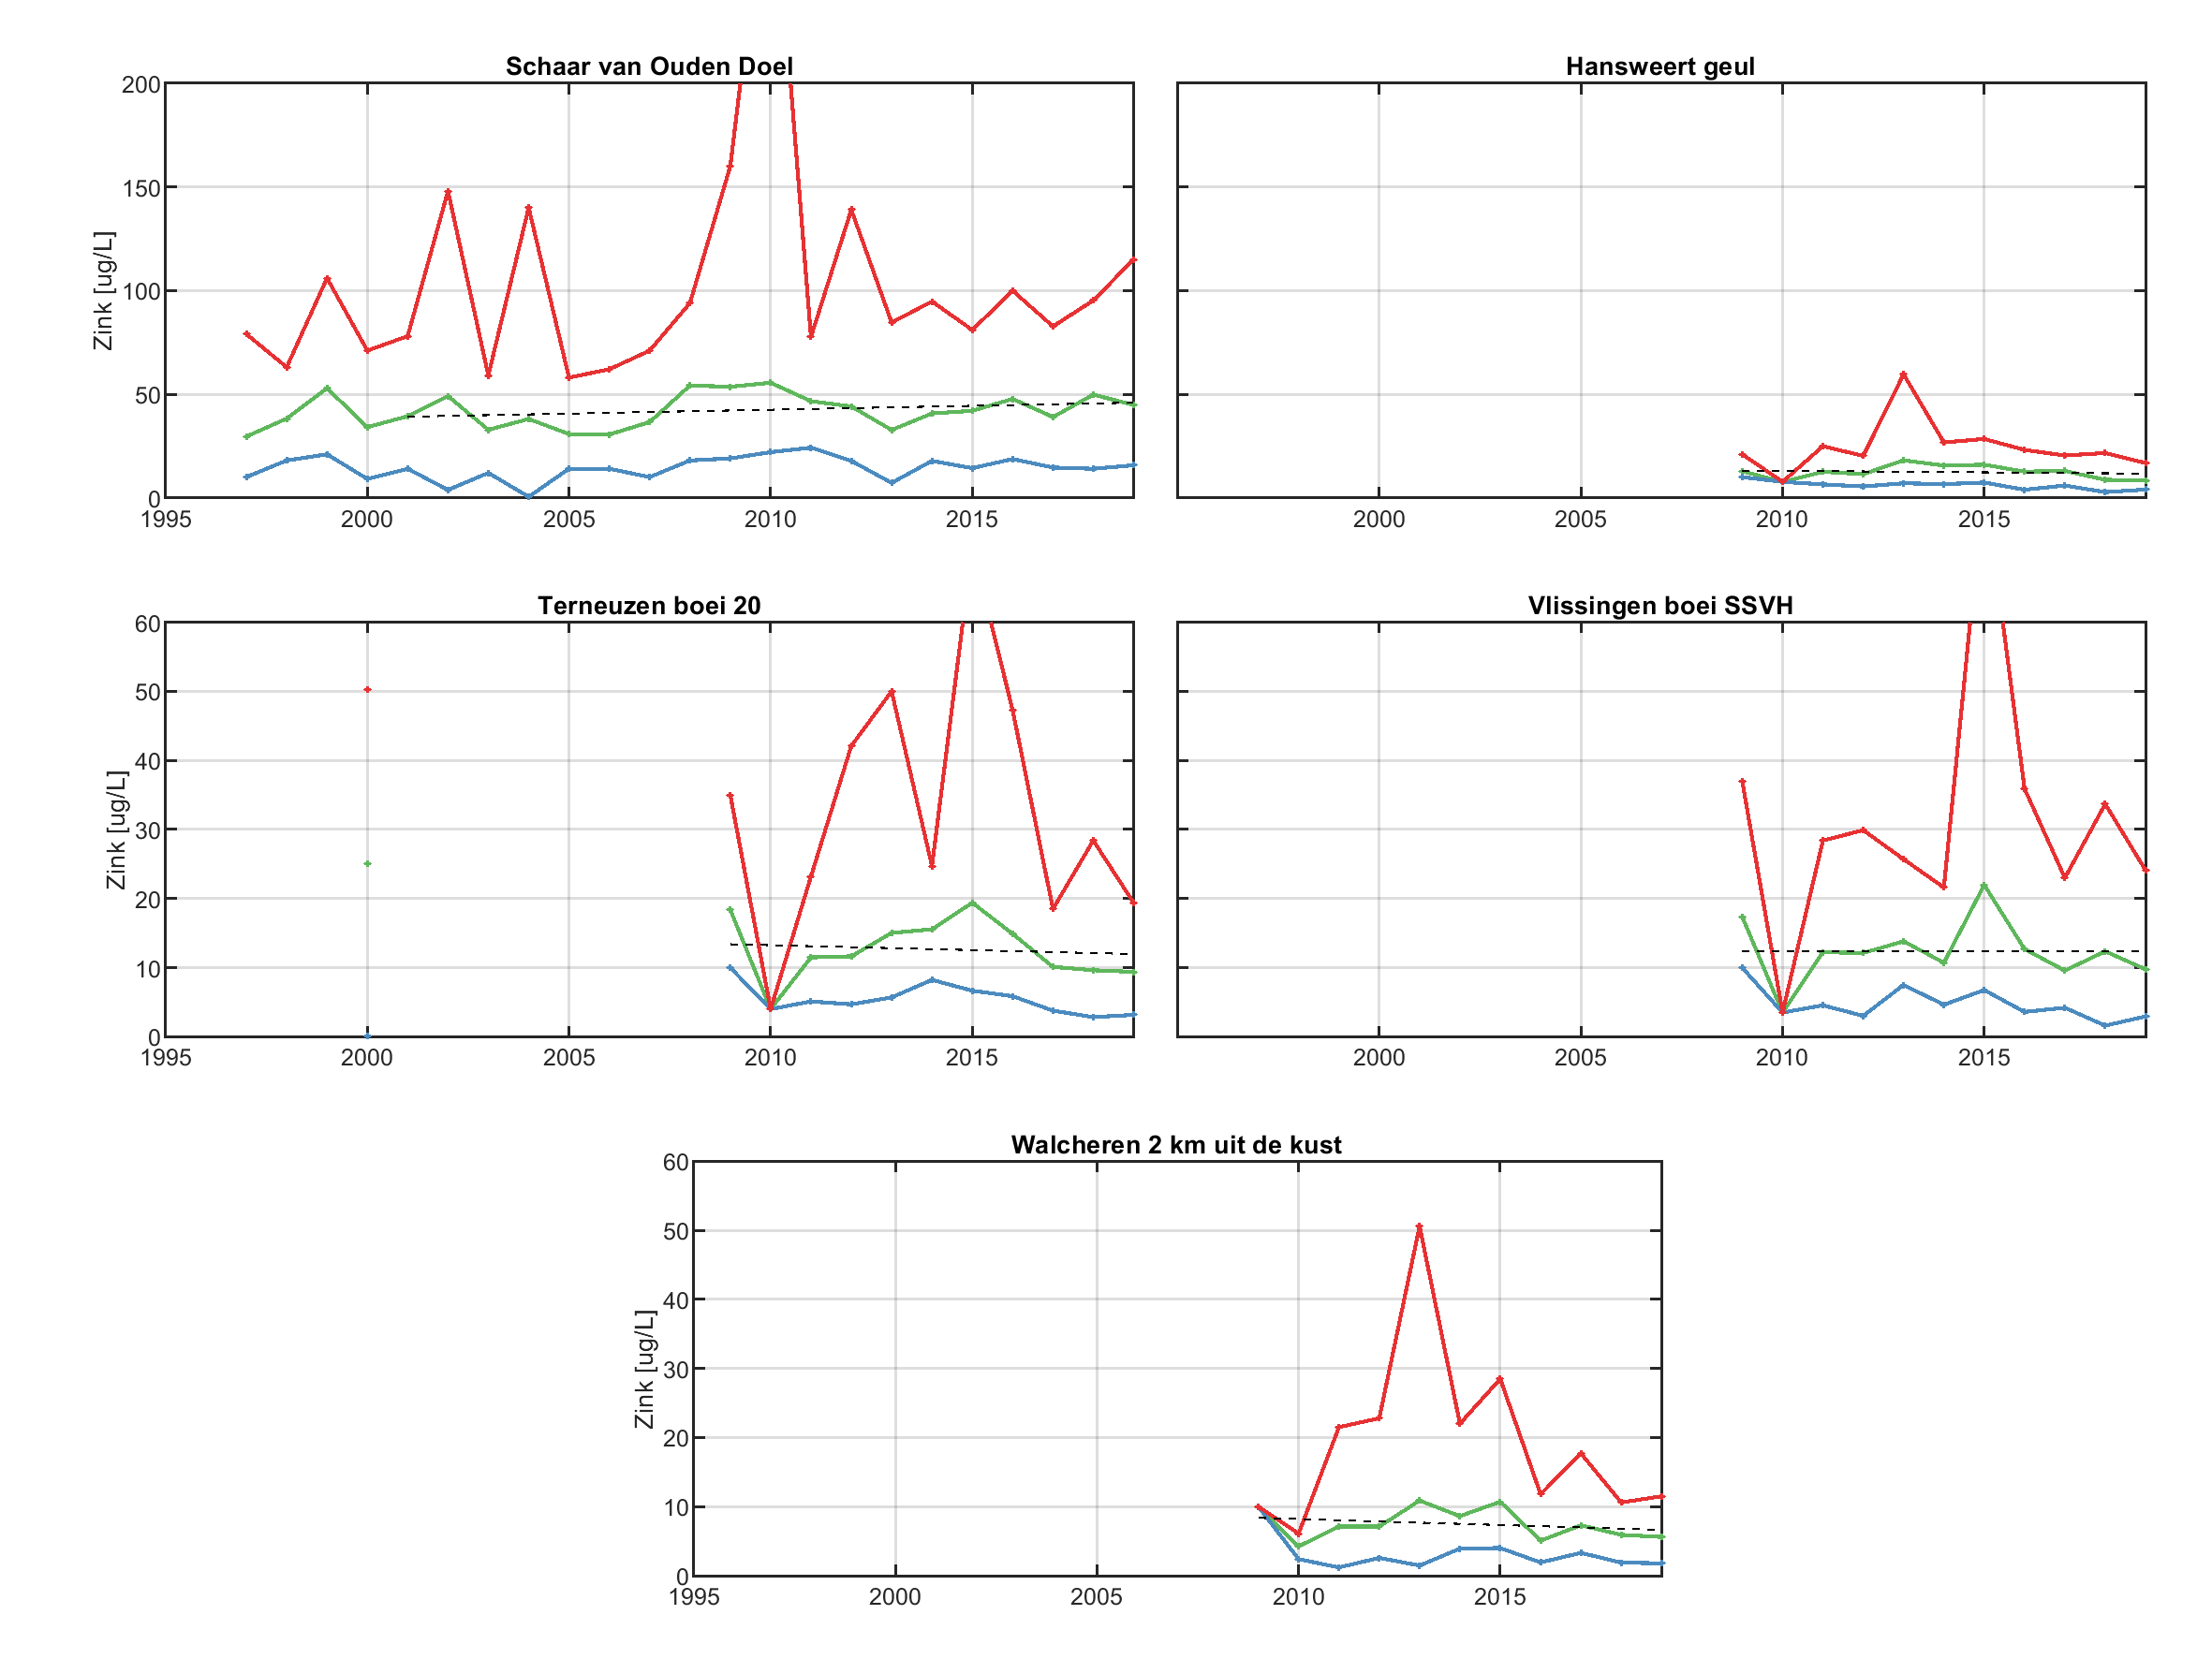 Schaar van Ouden Doel
Zink [ug/L]
200
150
100
50
0
1995 2000 2005 2010 2015
Hansweert geul
2000 2005 2010 2015
Terneuzen boei 20
Zink [ug/L]
60
50
40
30
20
10
0
1995 2000 2005 2010 2015
Vlissingen boei SSVH
2000 2005 2010 2015
Walcheren 2 km uit de kust
Zink [ug/L]
60
50
40
30
20
10
0
1995 2000 2005 2010 2015